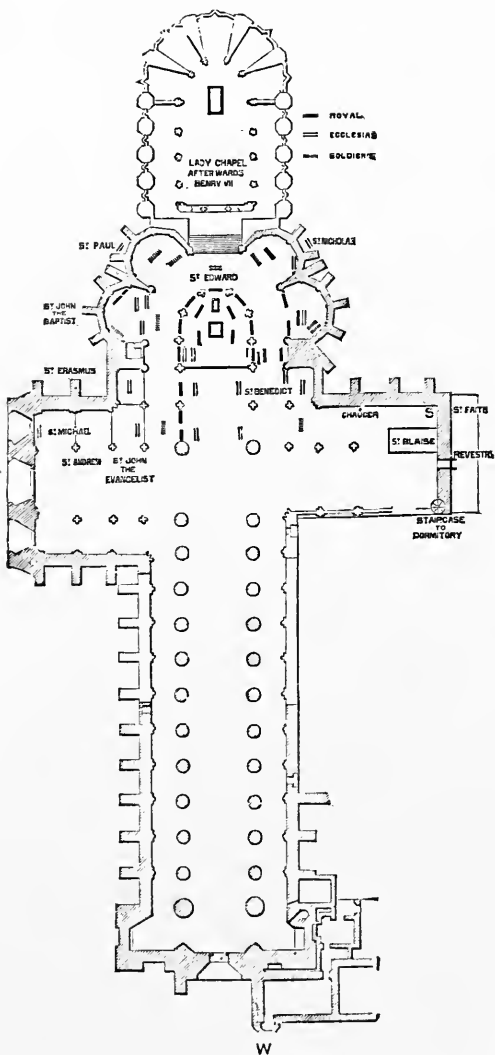 ROYAL
ECCLESIAS
SOLDIERS
LADY CHAPEL
AFTERWARDS
HENRY VII
ST PAUL
ST NICHOLAS
ST EDWARD
ST JOHN
THE
BAPTIST
ST ERASMUS
ST BENEDICT
CHAUCER
S
ST FAITH
ST MICHAEL
ST BLAISE
REVESTRY
ST ANDREW
ST JOHN
THE
EVANGELIST
STAIRCASE
TO
DORMITORY
W